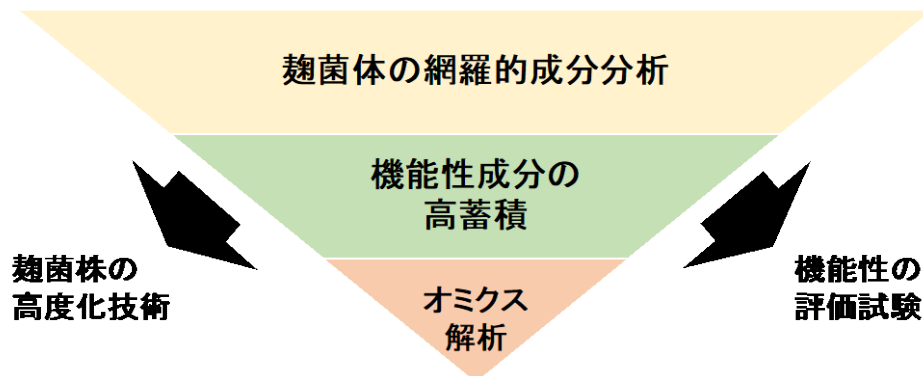 麹菌体の網羅的成分分析
機能性成分の
高蓄積
オミクス
解析
麹菌株の
高度化技術
機能性の
評価試験